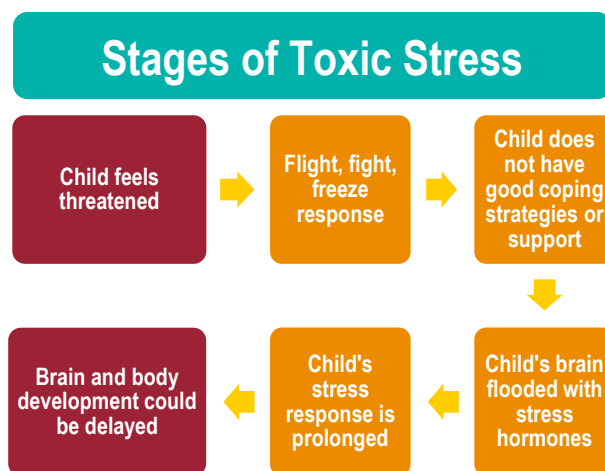 Stages of Toxic Stress
Child feels
threatened
Flight, fight,
freeze
response
Child does
not have
good coping
strategies or
support
Child's brain
flooded with
stress
hormones
Child's
stress
response is
prolonged
Brain and body
development could
be delayed